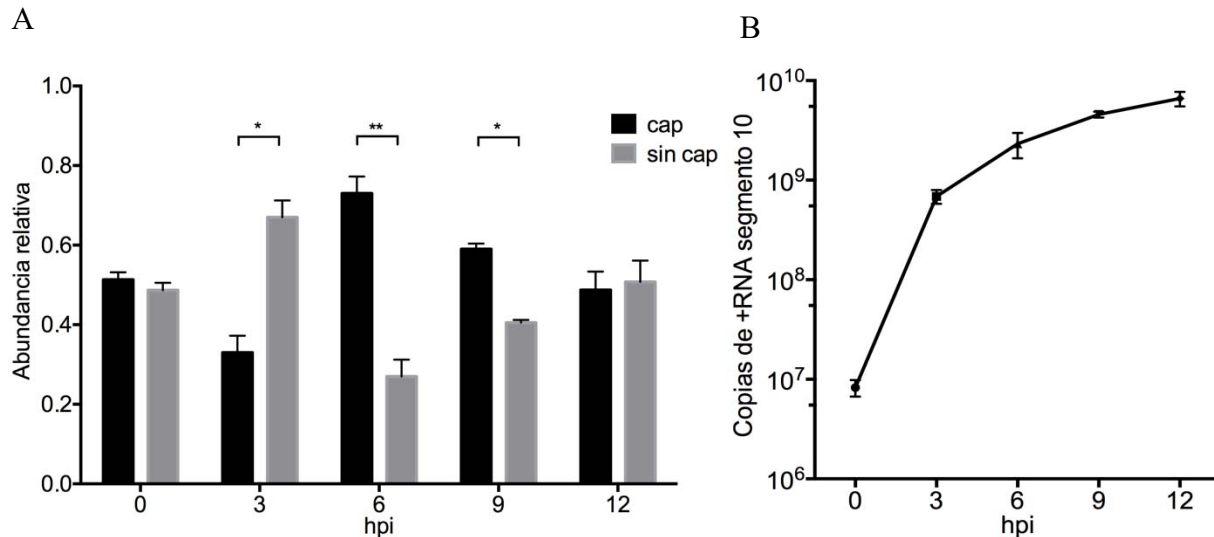 A
Abundancia relativa
1.0
0.8
0.6
0.4
0.2
0.0
* ** *
cap
sin cap
0 3 6 9 12
hpi
B
Copias de +RNA segmento 10
10^10
10^9
10^8
10^7
10^6
0 3 6 9 12
hpi